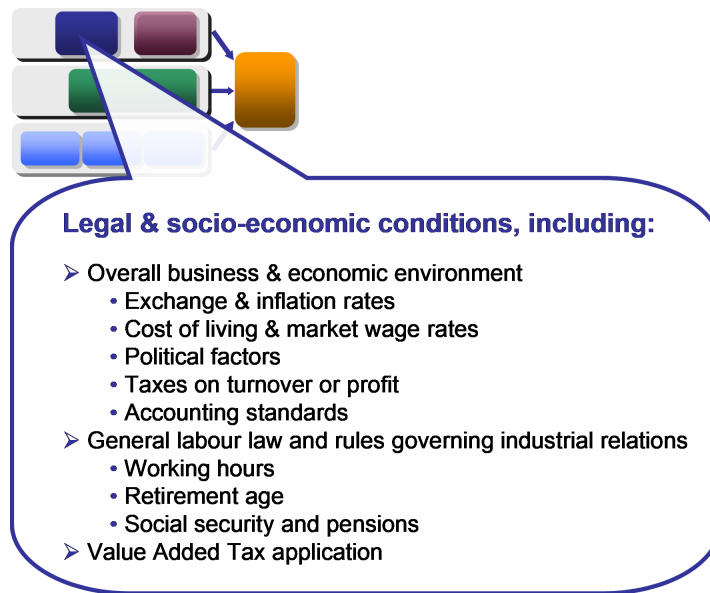 Legal & socio-economic conditions, including:
➢ Overall business & economic environment
• Exchange & inflation rates
• Cost of living & market wage rates
• Political factors
• Taxes on turnover or profit
• Accounting standards
➢ General labour law and rules governing industrial relations
• Working hours
• Retirement age
• Social security and pensions
➢ Value Added Tax application